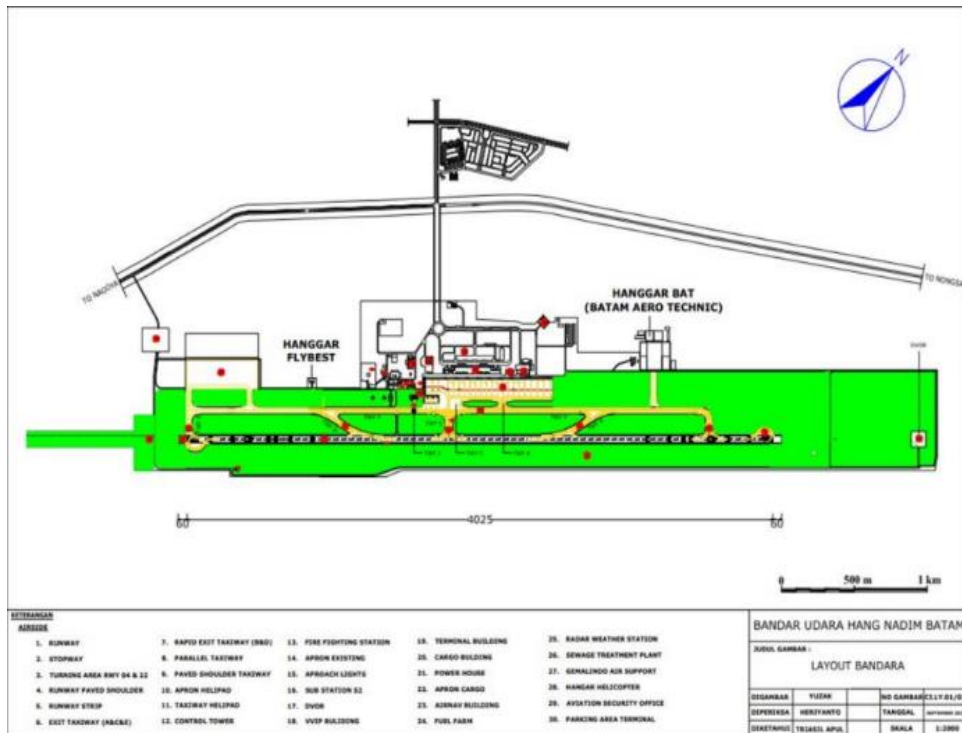 N
TO NAGOYA
TO NONGSA
HANGGAR BAT
(BATAM AERO TECHNIC)
HANGGAR
FLYBEST
DVOR
60
4025
60
0
500 m
1 km
KETERANGAN
AIRSIDE
1. RUNWAY
2. STOPWAY
3. TURNING AREA RWY 04 & 22
4. RUNWAY PAVED SHOULDER
5. RUNWAY STRIP
6. EXIT TAXIWAY (ABC&E)
7. RAPID EXIT TAXIWAY (B&D)
8. PARALLEL TAXIWAY
9. PAVED SHOULDER TAXIWAY
10. APRON HELIPAD
11. TAXIWAY HELIPAD
12. CONTROL TOWER
13. FIRE FIGHTING STATION
14. APRON EXISTING
15. APROACH LIGHTS
16. SUB STATION S2
17. DVOR
18. VVIP BULIDING
19. TERMINAL BUILDING
20. CARGO BULDING
21. POWER HOUSE
22. APRON CARGO
23. AIRNAV BUILDING
24. FUEL FARM
25. RADAR WEATHER STATION
26. SEWAGE TREATMENT PLANT
27. GEMALINDO AIR SUPPORT
28. HANGAR HELICOPTER
29. AVIATION SECURITY OFFICE
30. PARKING AREA TERMINAL
BANDAR UDARA HANG NADIM BATAM
JUDUL GAMBAR :
LAYOUT BANDARA
DIGAMBAR YUZAK NO GAMBAR
DIPERIKSA HERIYANTO TANGGAL
DIKETAHUI TRIASIL APUL SKALA 1:2000